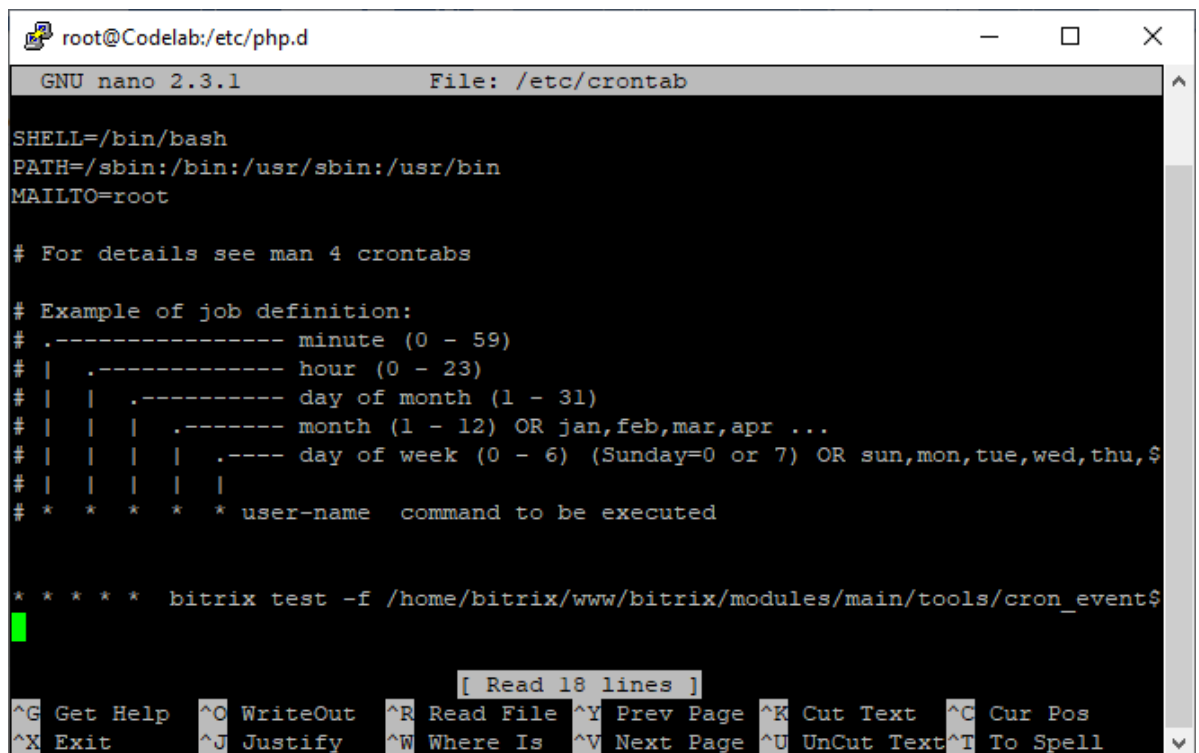 root@Codelab:/etc/php.d
GNU nano 2.3.1 File: /etc/crontab
SHELL=/bin/bash
PATH=/sbin:/bin:/usr/sbin:/usr/bin
MAILTO=root
# For details see man 4 crontabs
# Example of job definition:
# .---------------- minute (0 - 59)
# |  .------------- hour (0 - 23)
# |  |  .---------- day of month (1 - 31)
# |  |  |  .------- month (1 - 12) OR jan,feb,mar,apr ...
# |  |  |  |  .---- day of week (0 - 6) (Sunday=0 or 7) OR sun,mon,tue,wed,thu,$
# |  |  |  |  |
# *  *  *  *  * user-name  command to be executed
* * * * *  bitrix test -f /home/bitrix/www/bitrix/modules/main/tools/cron_event$
[ Read 18 lines ]
^G Get Help ^O WriteOut ^R Read File ^Y Prev Page ^K Cut Text ^C Cur Pos
^X Exit ^J Justify ^W Where Is ^V Next Page ^U UnCut Text ^T To Spell